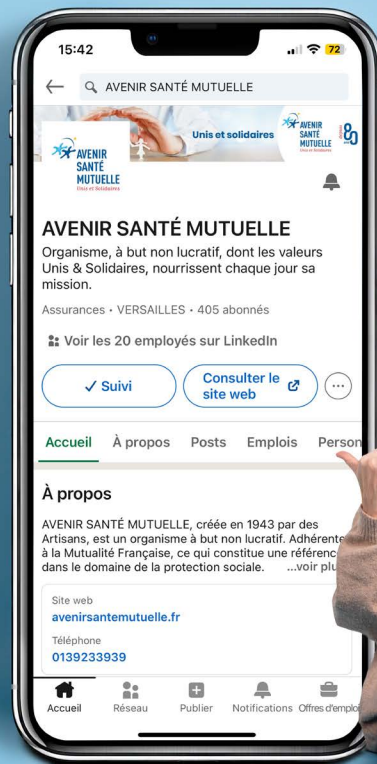 15:42
72
AVENIR SANTÉ MUTUELLE
Unis et solidaires
AVENIR
SANTÉ
MUTUELLE
80
AVENIR
SANTÉ
MUTUELLE
Unis et Solidaires
AVENIR SANTÉ MUTUELLE
Organisme, à but non lucratif, dont les valeurs
Unis & Solidaires, nourrissent chaque jour sa
mission.
Assurances • VERSAILLES • 405 abonnés
Voir les 20 employés sur LinkedIn
✓ Suivi
Consulter le
site web
Accueil À propos Posts Emplois Person
À propos
AVENIR SANTÉ MUTUELLE, créée en 1943 par des
Artisans, est un organisme à but non lucratif. Adhérente
à la Mutualité Française, ce qui constitue une référenc
dans le domaine de la protection sociale. ...voir plu
Site web
avenirsantemutuelle.fr
Téléphone
0139233939
Accueil Réseau Publier Notifications Offres d'emploi